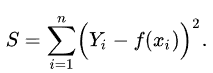 S = \sum_{i=1}^{n} \Big( Y_i - f(x_i) \Big)^2 .